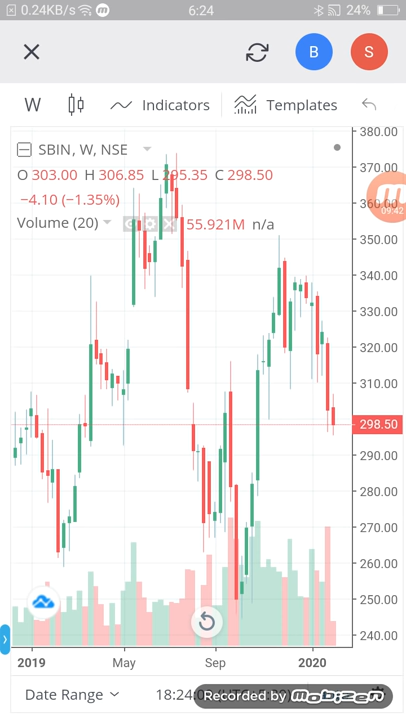 0.24KB/s 6:24 24%
B S
W Indicators Templates
SBIN, W, NSE
O 303.00 H 306.85 L 295.35 C 298.50
−4.10 (−1.35%)
Volume (20) 55.921M n/a
09:42
380.00
370.00
360.00
350.00
340.00
330.00
320.00
310.00
298.50
290.00
280.00
270.00
260.00
250.00
240.00
2019 May Sep 2020
Date Range 18:24:
Recorded by mobizen